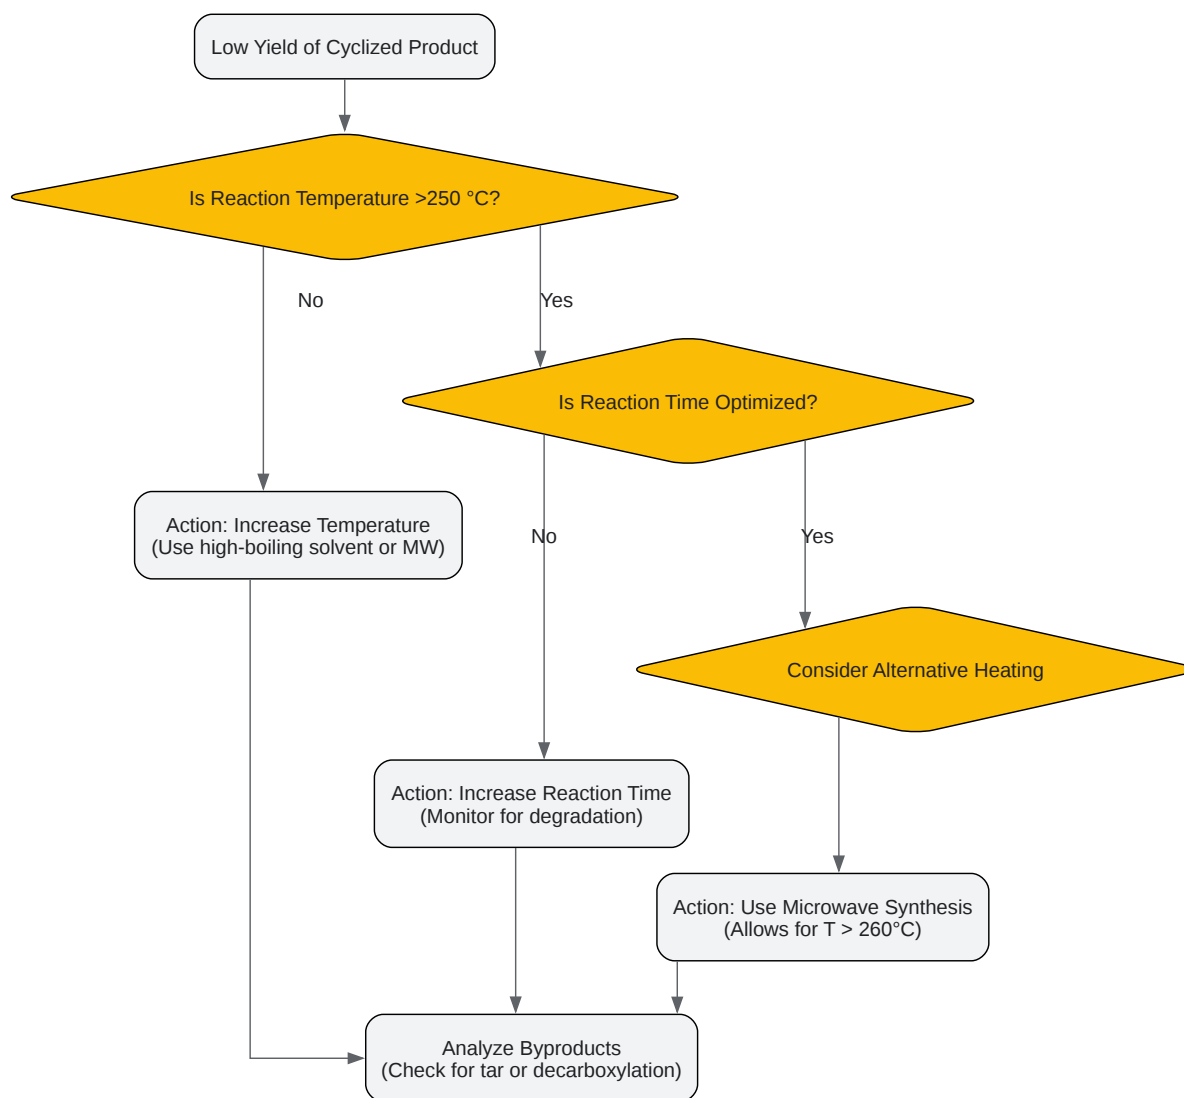 Low Yield of Cyclized Product
Is Reaction Temperature >250 °C?
No
Yes
Is Reaction Time Optimized?
Action: Increase Temperature
(Use high-boiling solvent or MW)
No
Yes
Consider Alternative Heating
Action: Increase Reaction Time
(Monitor for degradation)
Action: Use Microwave Synthesis
(Allows for T > 260°C)
Analyze Byproducts
(Check for tar or decarboxylation)